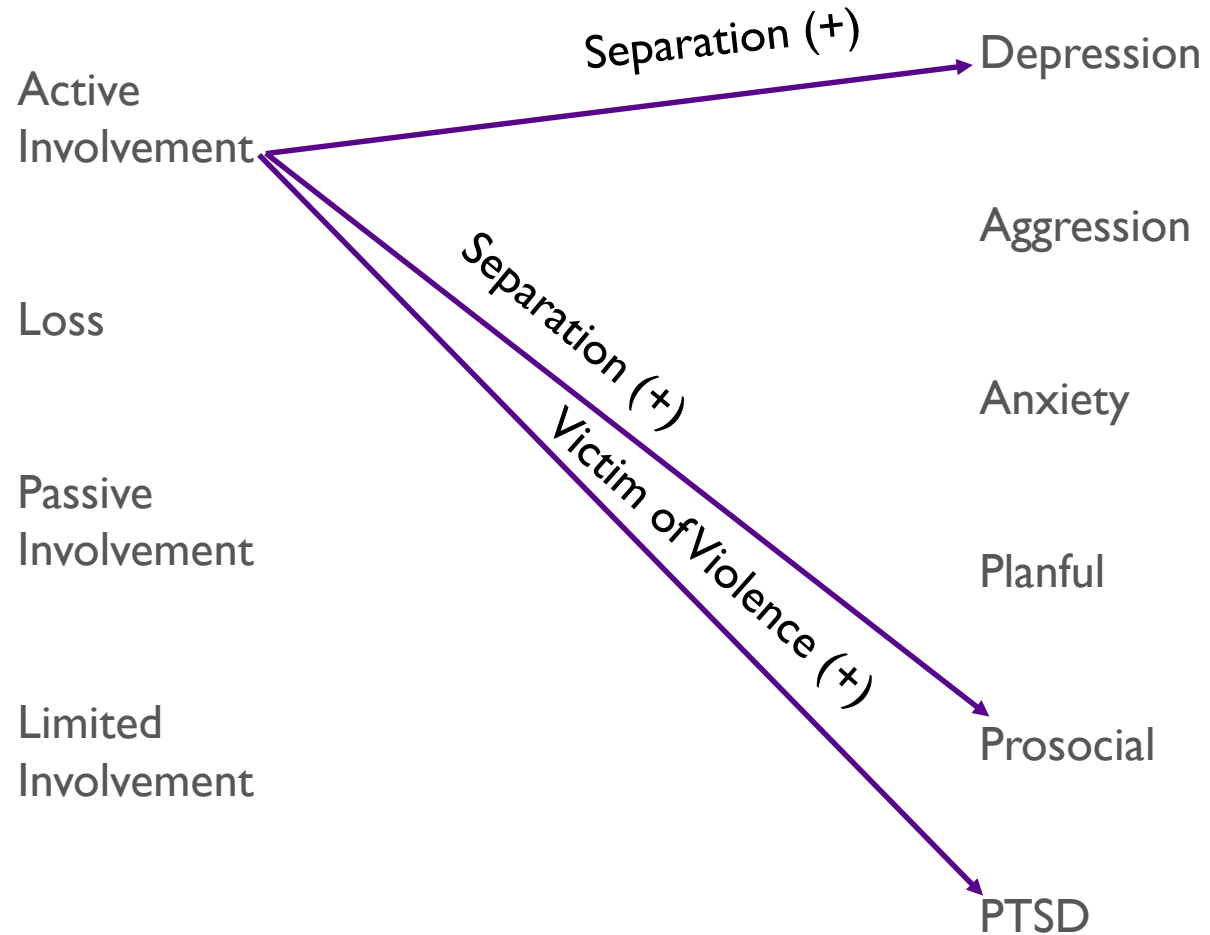 Active
Involvement
Loss
Passive
Involvement
Limited
Involvement
Separation (+)
Separation (+)
Victim of Violence (+)
Depression
Aggression
Anxiety
Planful
Prosocial
PTSD